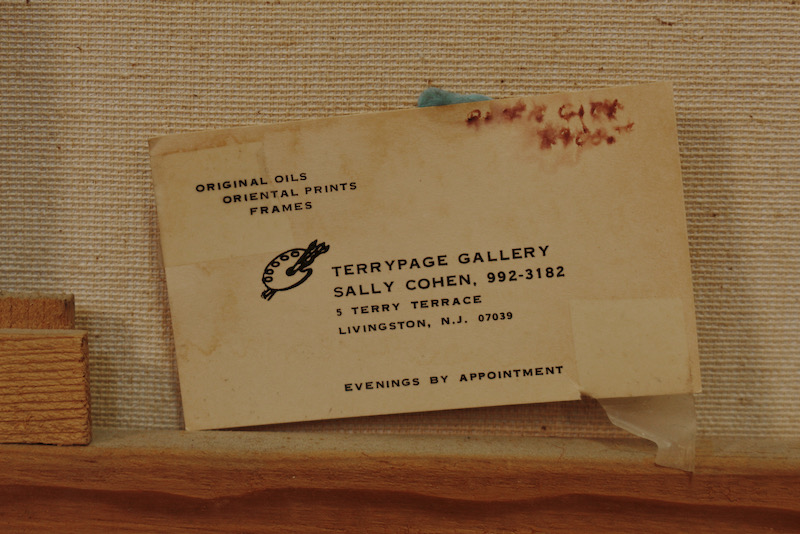 CITY
ORIGINAL OILS
ORIENTAL PRINTS
FRAMES
TERRYPAGE GALLERY
SALLY COHEN, 992-3182
5 TERRY TERRACE
LIVINGSTON, N.J. 07039
EVENINGS BY APPOINTMENT